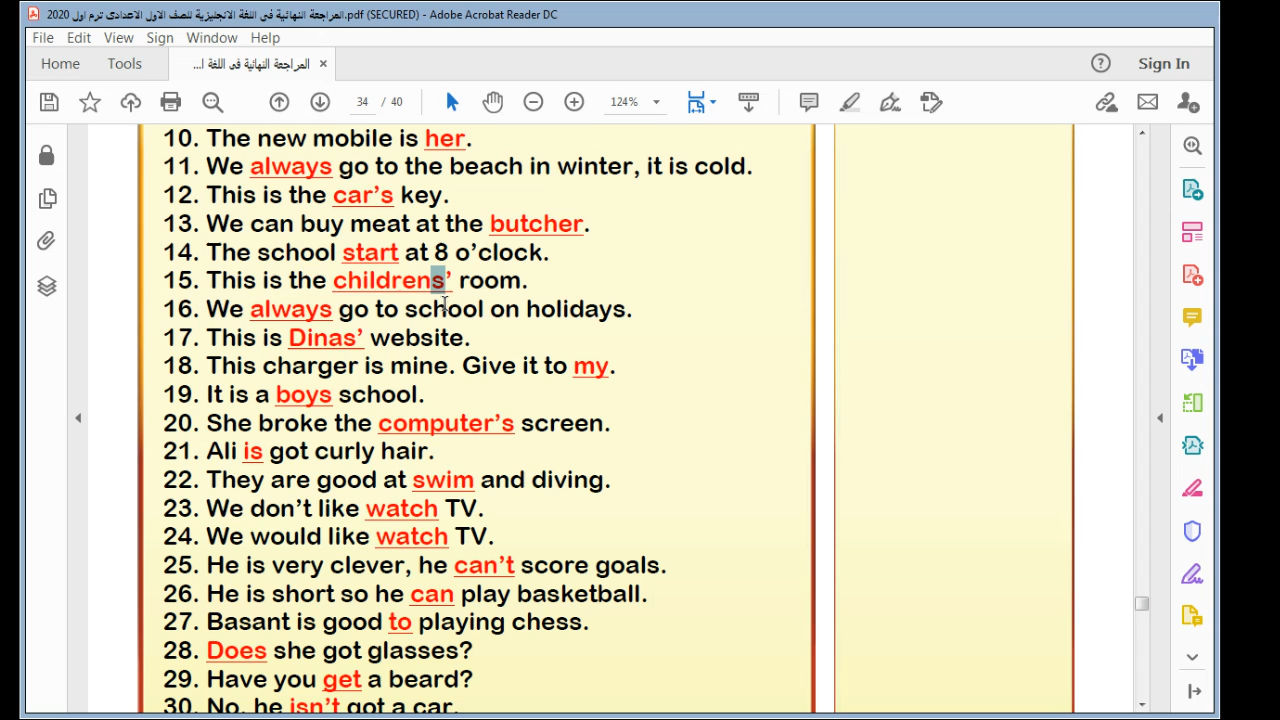 المراجعة النهائية فى اللغة الانجليزية للصف الاول الاعدادى ترم اول 2020.pdf (SECURED) - Adobe Acrobat Reader DC
File Edit View Sign Window Help
Home Tools المراجعة النهائية فى اللغة ا... × ? Sign In
34 / 40 124%
10. The new mobile is her.
11. We always go to the beach in winter, it is cold.
12. This is the car’s key.
13. We can buy meat at the butcher.
14. The school start at 8 o’clock.
15. This is the childrens’ room.
16. We always go to school on holidays.
17. This is Dinas’ website.
18. This charger is mine. Give it to my.
19. It is a boys school.
20. She broke the computer’s screen.
21. Ali is got curly hair.
22. They are good at swim and diving.
23. We don’t like watch TV.
24. We would like watch TV.
25. He is very clever, he can’t score goals.
26. He is short so he can play basketball.
27. Basant is good to playing chess.
28. Does she got glasses?
29. Have you get a beard?
30. No, he isn’t got a car.